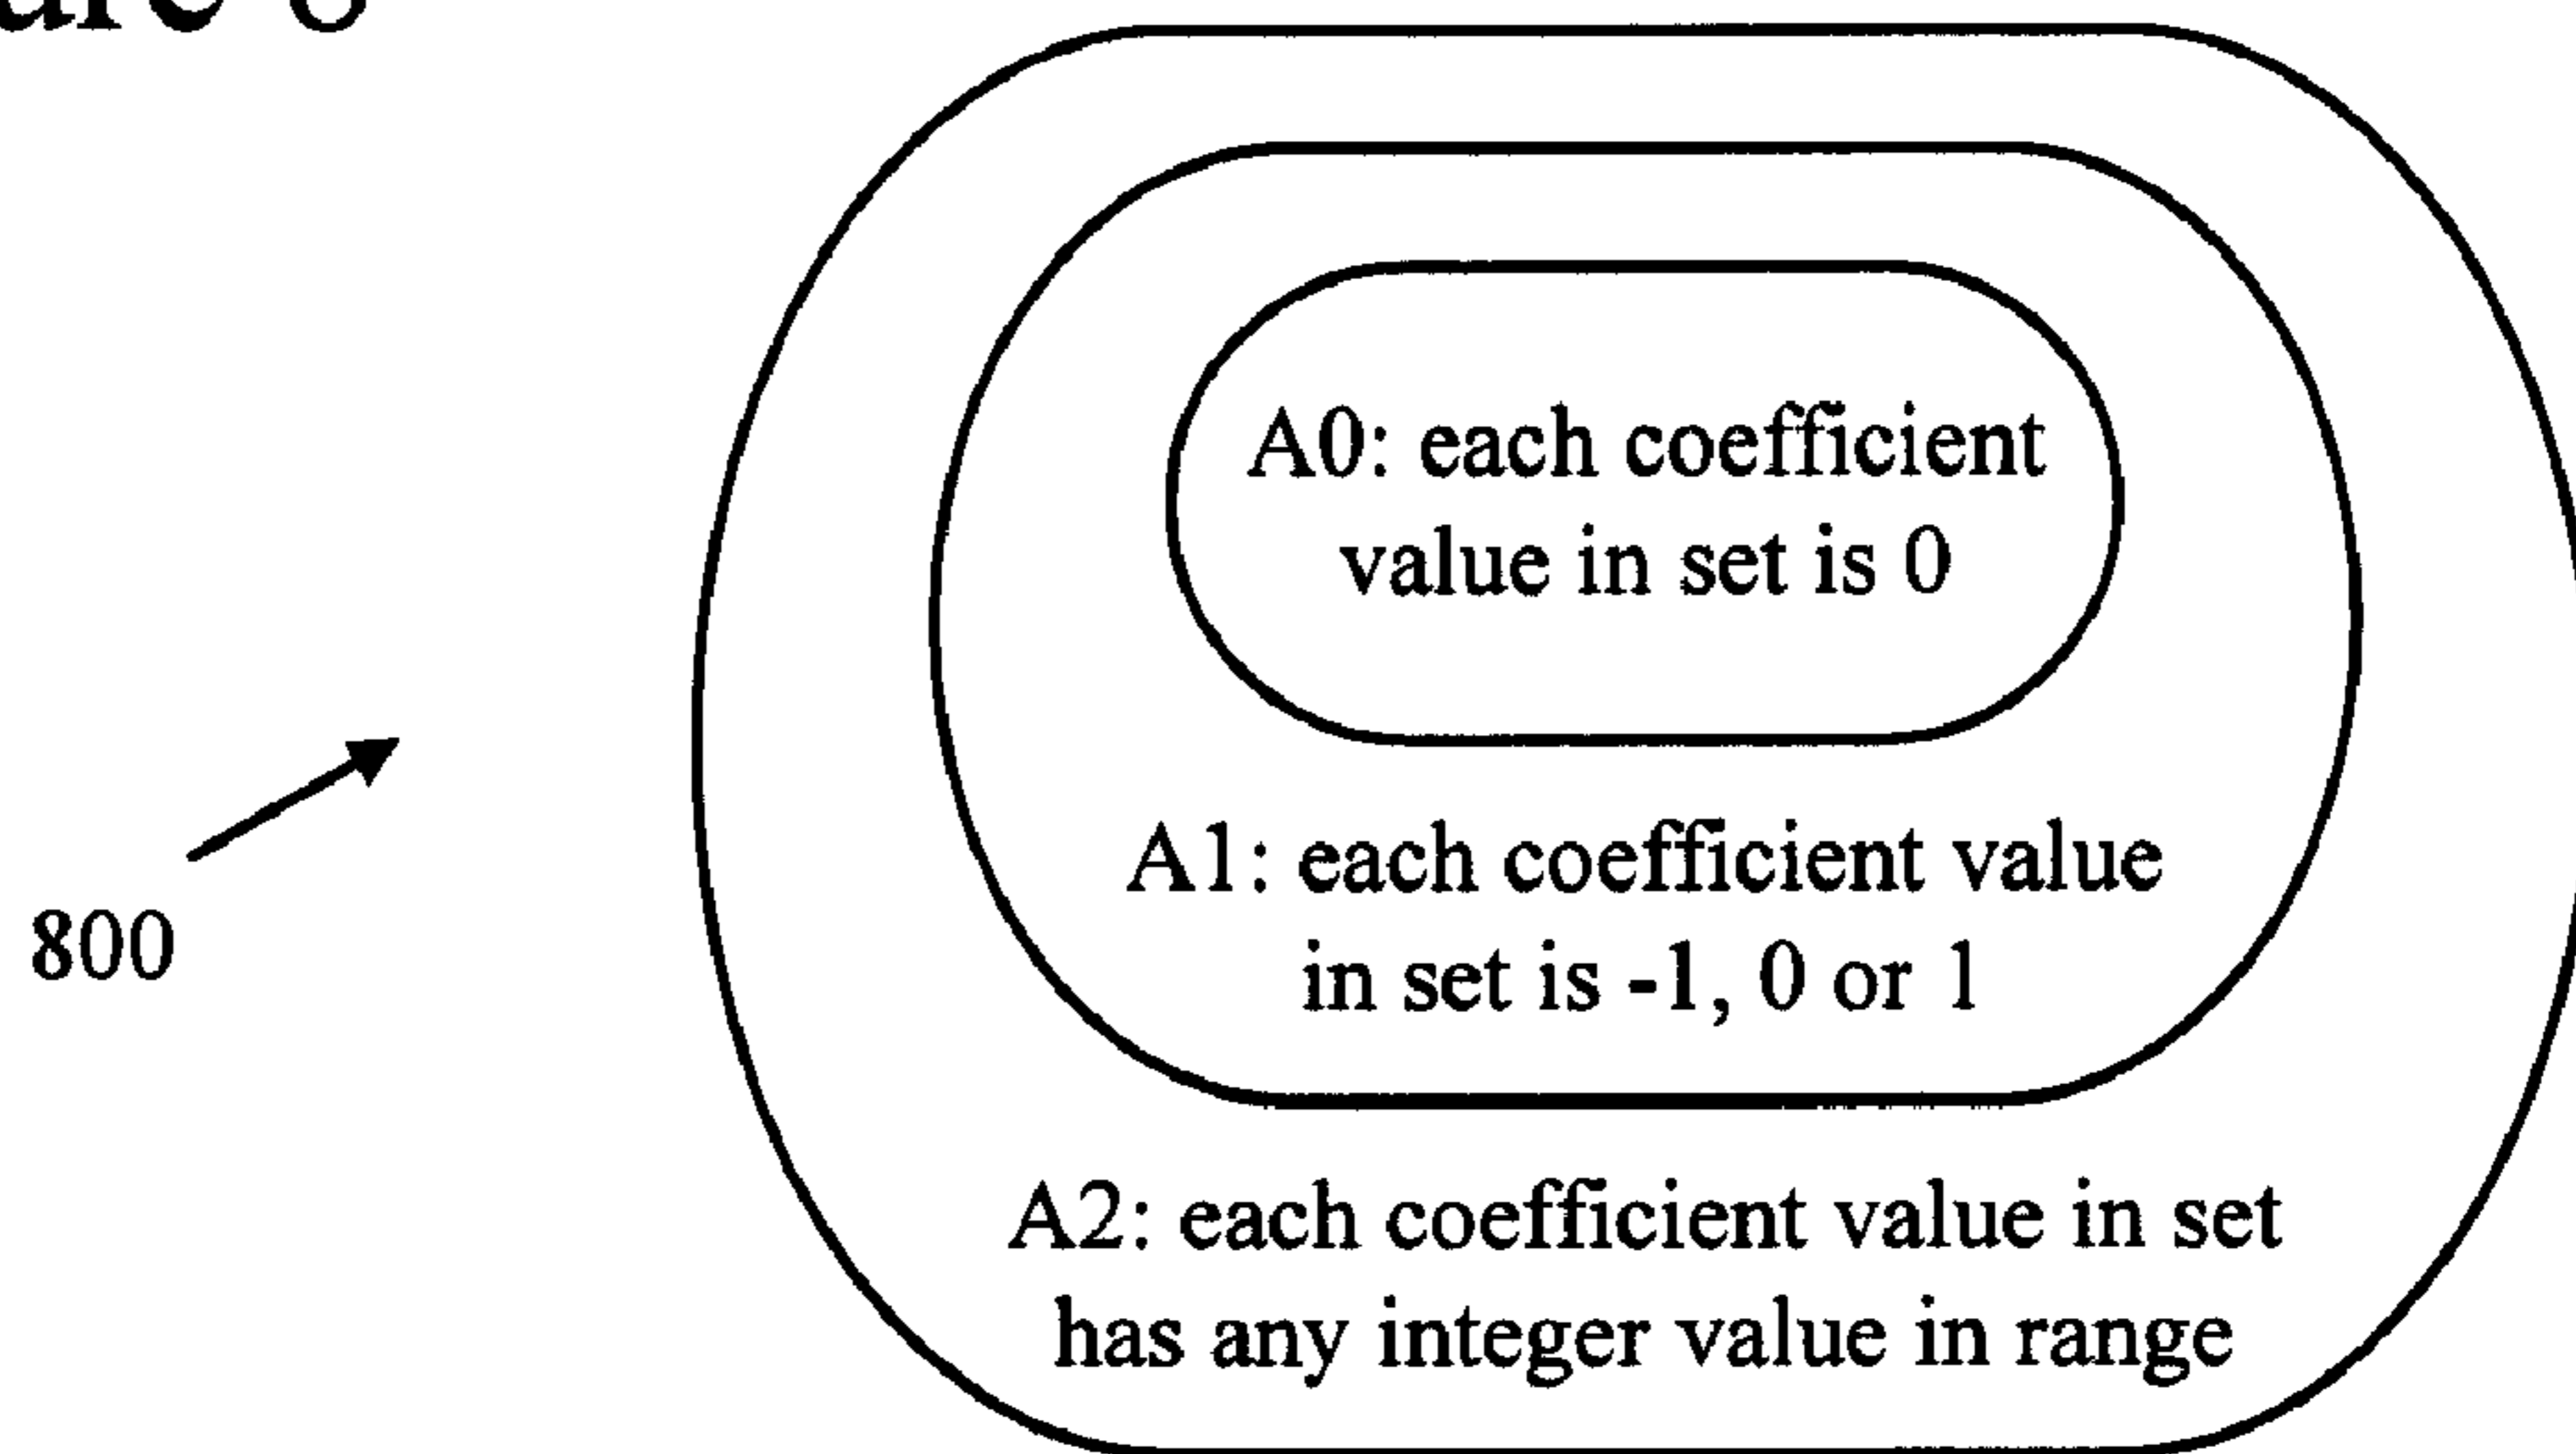 8
A0: each coefficient
value in set is 0
A1: each coefficient value
in set is -1, 0 or 1
800
A2: each coefficient value in set
has any integer value in range